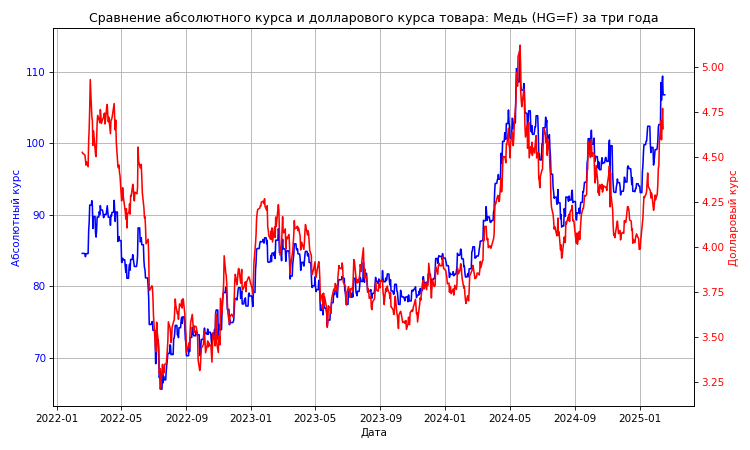 Сравнение абсолютного курса и долларового курса товара: Медь (HG=F) за три года
Абсолютный курс
110
100
90
80
70
5.00
4.75
4.50
4.25
4.00
3.75
3.50
3.25
Долларовый курс
2022-01 2022-05 2022-09 2023-01 2023-05 2023-09 2024-01 2024-05 2024-09 2025-01
Дата